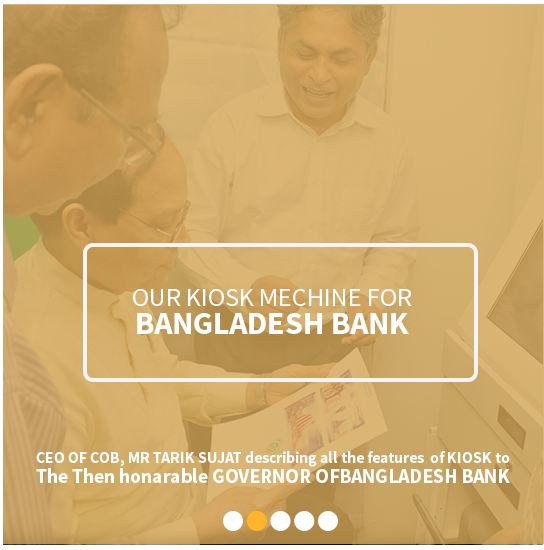 OUR KIOSK MECHINE FOR
BANGLADESH BANK
CEO OF COB, MR TARIK SUJAT describing all the features of KIOSK to
The Then honarable GOVERNOR OFBANGLADESH BANK